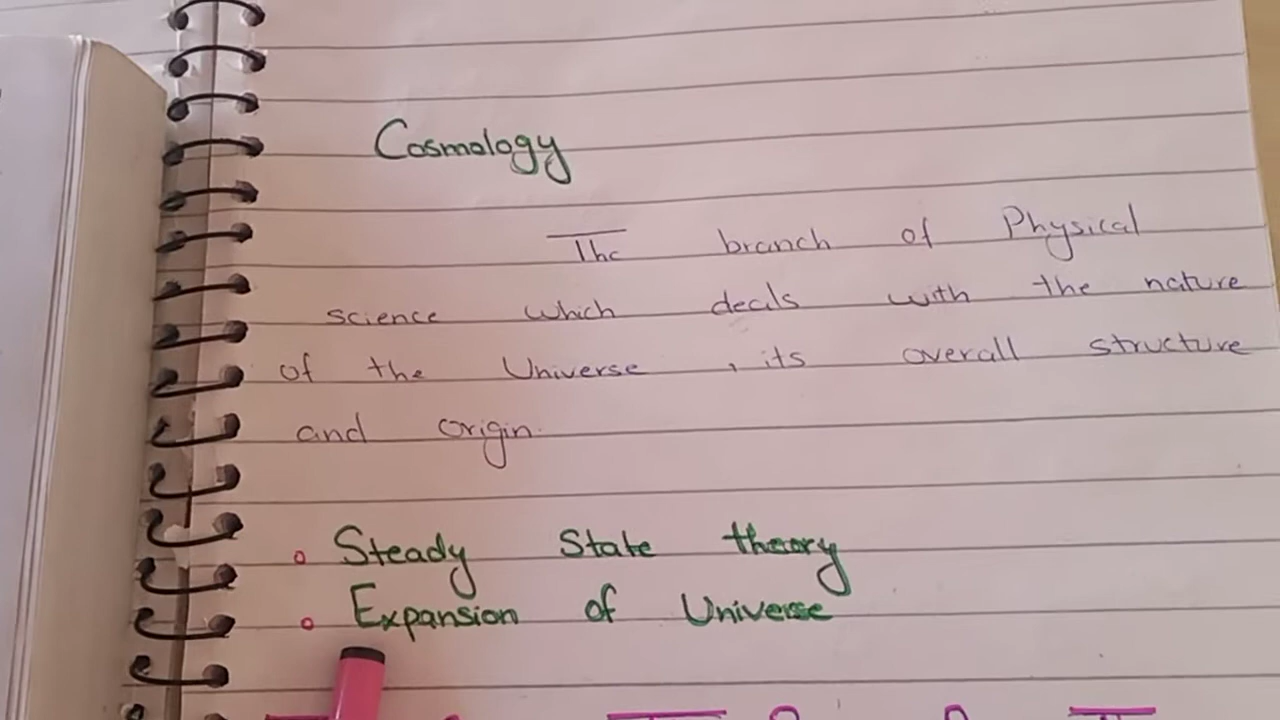 Cosmology
The branch of Physical
science which deals with the nature
of the Universe , its overall structure
and origin.
Steady State theory
Expansion of Universe